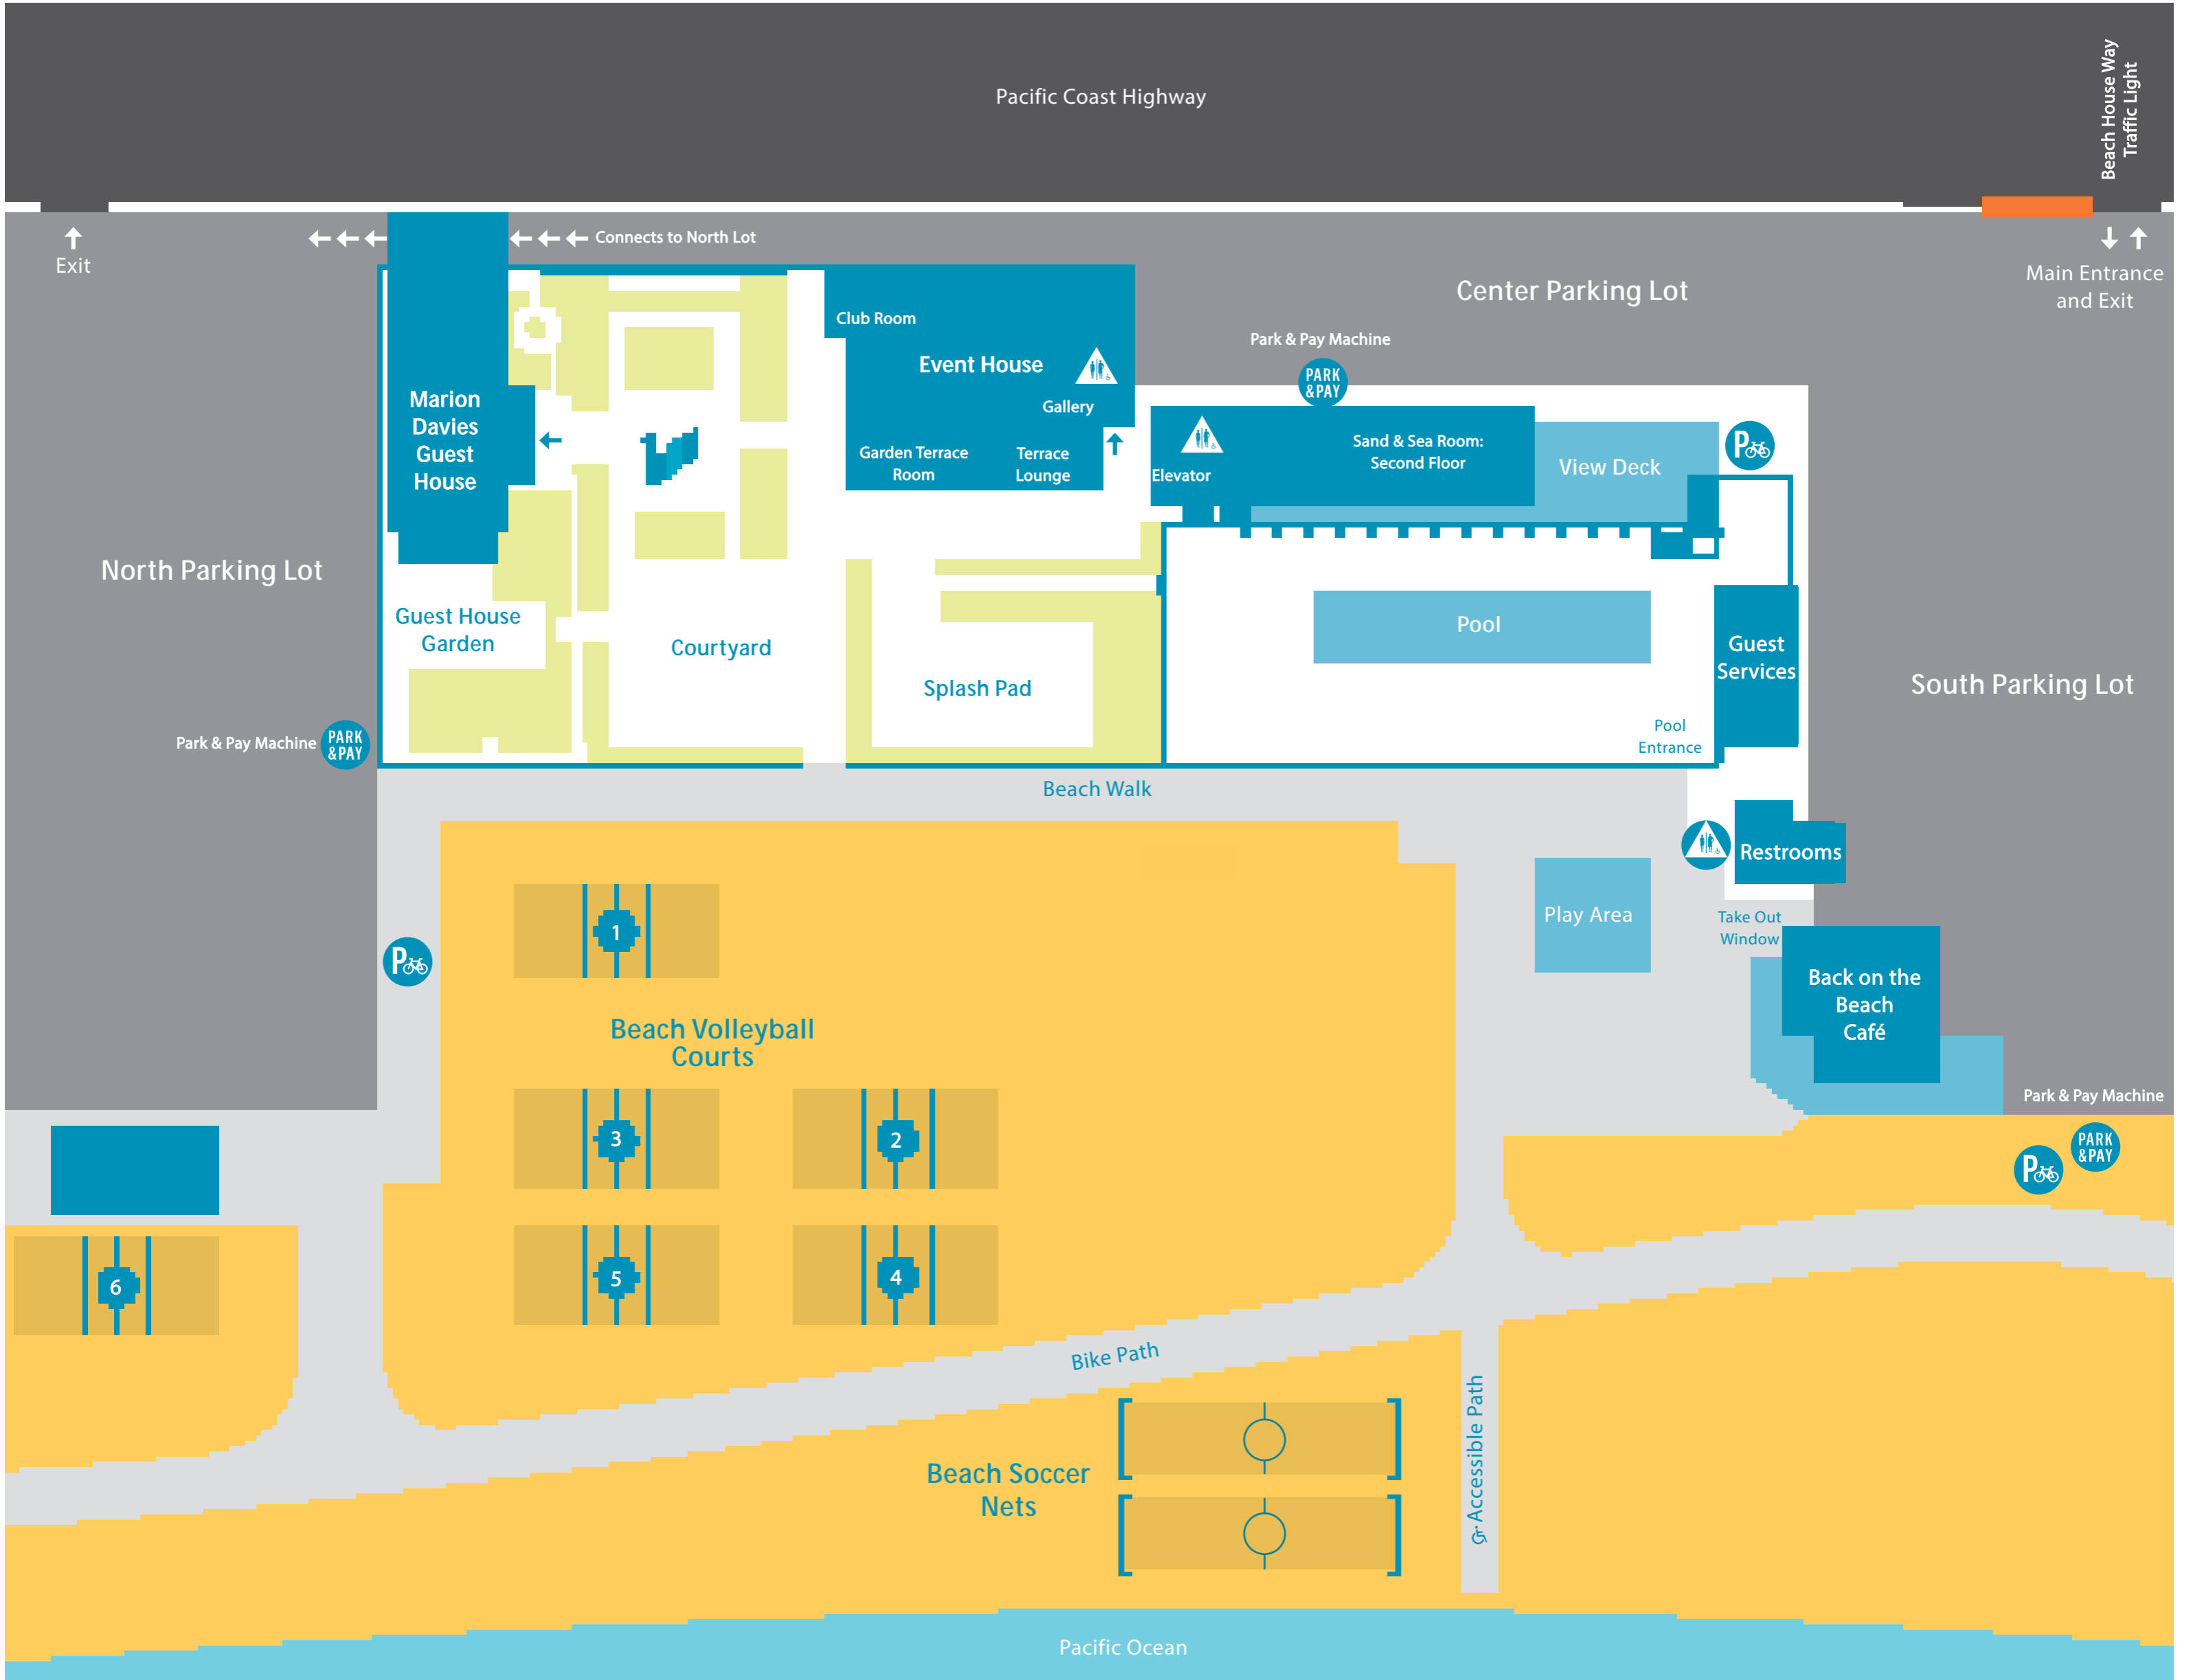 Pacific Coast Highway
Beach House Way
Traffic Light
Exit
Connects to North Lot
Main Entrance
and Exit
Center Parking Lot
Club Room
Event House
Gallery
Garden Terrace
Room
Terrace
Lounge
Park & Pay Machine
PARK
&PAY
Marion
Davies
Guest
House
Elevator
Sand & Sea Room:
Second Floor
View Deck
P
North Parking Lot
Guest House
Garden
Courtyard
Splash Pad
Pool
Guest
Services
South Parking Lot
Pool
Entrance
Park & Pay Machine
PARK
&PAY
Beach Walk
Restrooms
Play Area
Take Out
Window
Back on the
Beach
Café
P
1
Beach Volleyball
Courts
3
2
5
4
6
Park & Pay Machine
PARK
&PAY
P
Bike Path
Accessible Path
Beach Soccer
Nets
Pacific Ocean